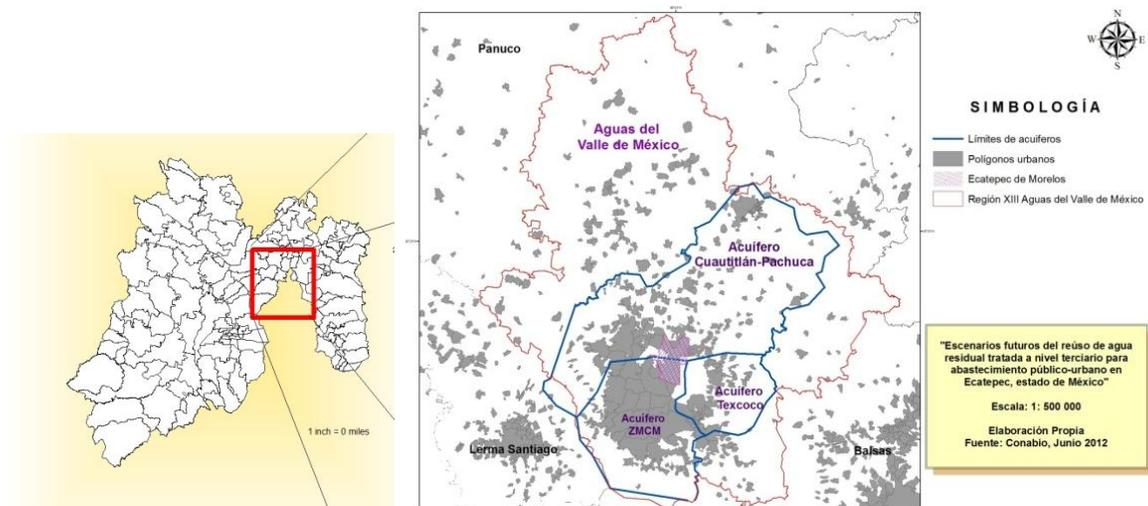 1 inch = 0 miles
Panuco
Aguas del
Valle de México
Acuífero
Cuautitlán-Pachuca
Acuífero
Texcoco
Acuífero
ZMCM
Lerma Santiago
Balsas
N
W
E
S
SIMBOLOGÍA
Límites de acuiferos
Polígonos urbanos
Ecatepec de Morelos
Región XIII Aguas del Valle de México
"Escenarios futuros del reúso de agua
residual tratada a nivel terciario para
abastecimiento público-urbano en
Ecatepec, estado de México"
Escala: 1: 500 000
Elaboración Propia
Fuente: Conabio, Junio 2012